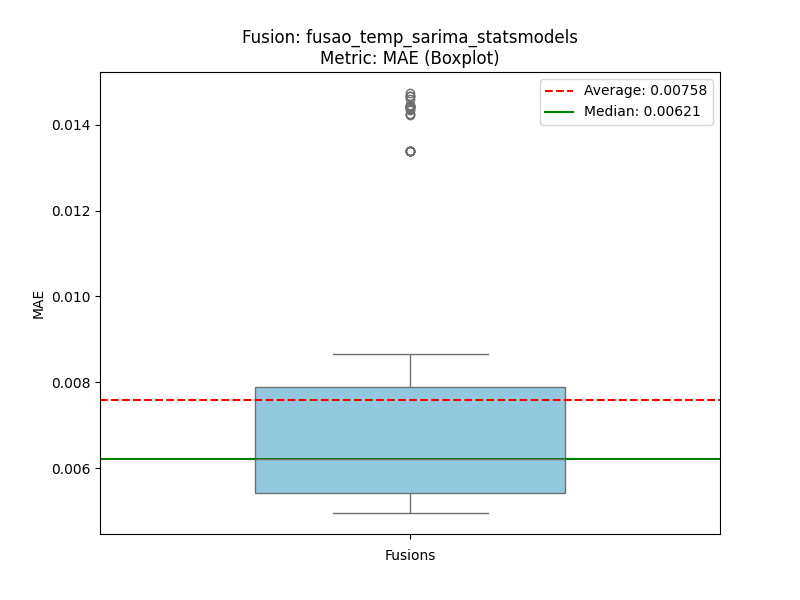 Fusion: fusao_temp_sarima_statsmodels
Metric: MAE (Boxplot)
Average: 0.00758
Median: 0.00621
0.014
0.012
0.010
0.008
0.006
MAE
Fusions